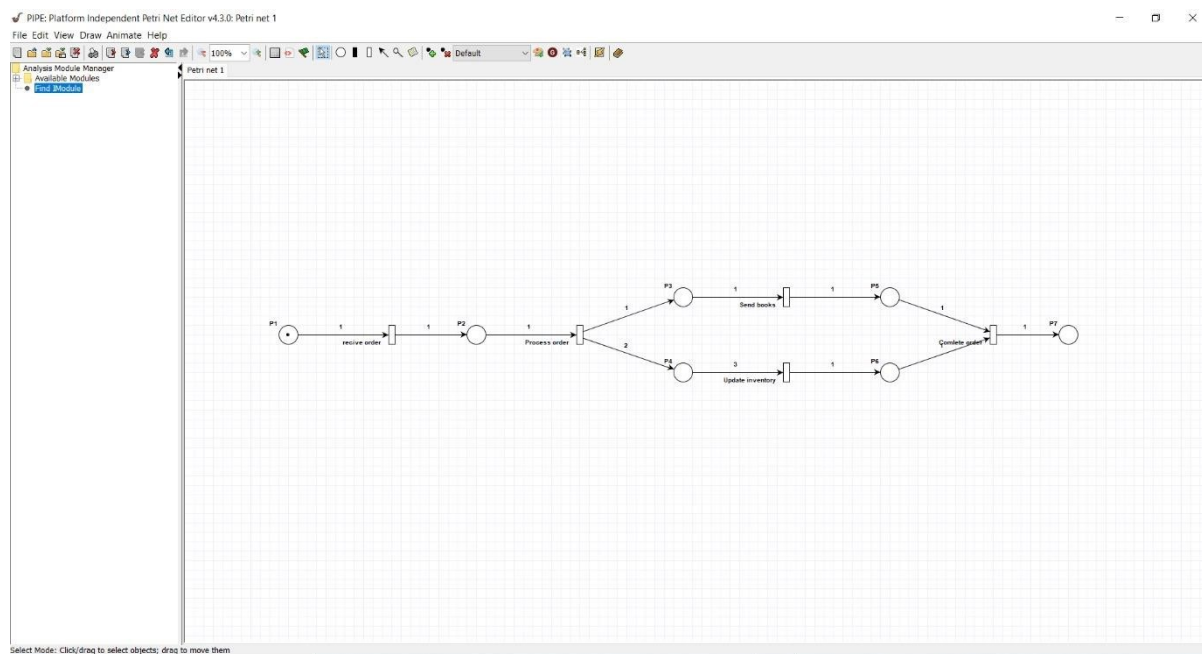 PIPE: Platform Independent Petri Net Editor v4.3.0: Petri net 1
File Edit View Draw Animate Help
100%
Default
Analysis Module Manager
Available Modules
Find IModule
Petri net 1
P1
1
recive order
1
P2
1
Process order
1
2
P3
1
Send books
1
P5
1
P4
3
Update inventory
1
P6
1
Comlete order
1
P7
Select Mode: Click/drag to select objects; drag to move them